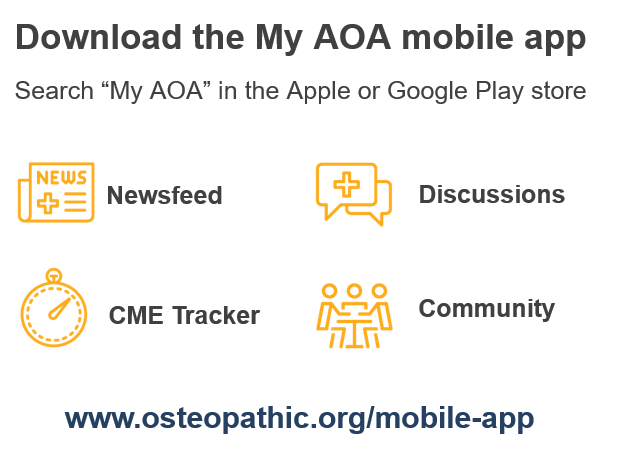 Download the My AOA mobile app
Search “My AOA” in the Apple or Google Play store
NEWS
Newsfeed
Discussions
CME Tracker
Community
www.osteopathic.org/mobile-app